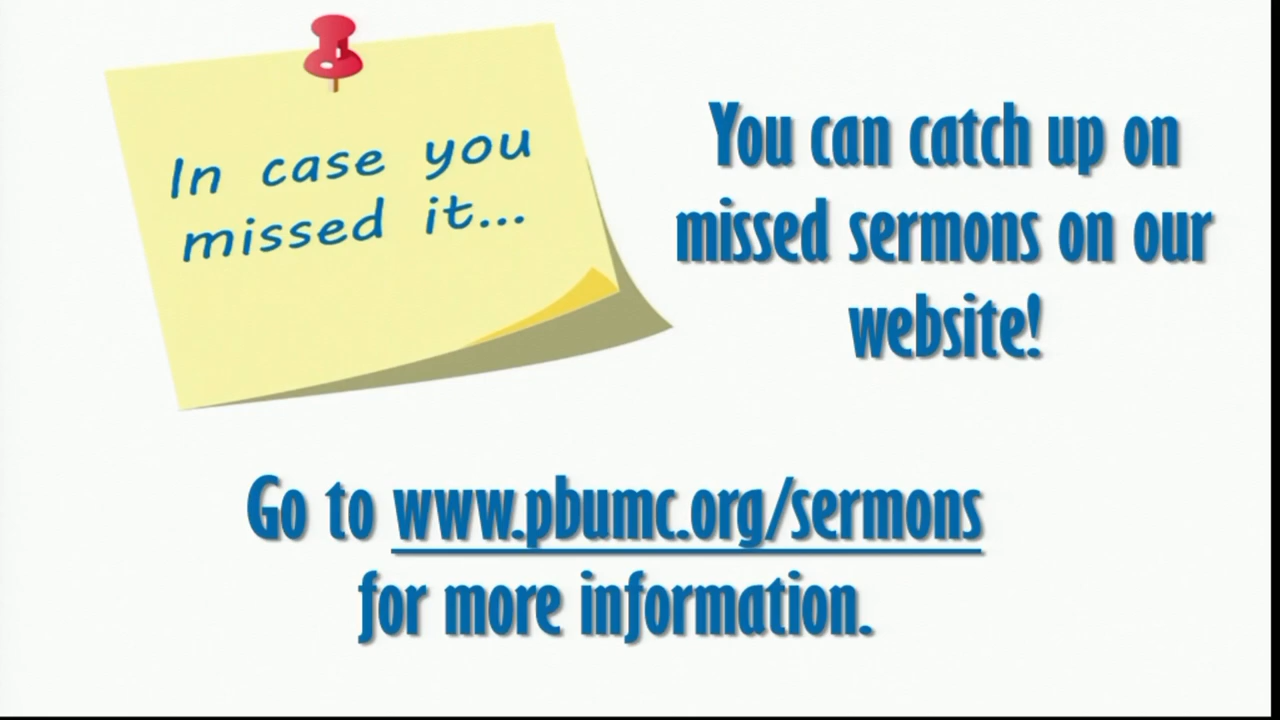 In case you
missed it...
You can catch up on
missed sermons on our
website!
Go to www.pbumc.org/sermons
for more information.